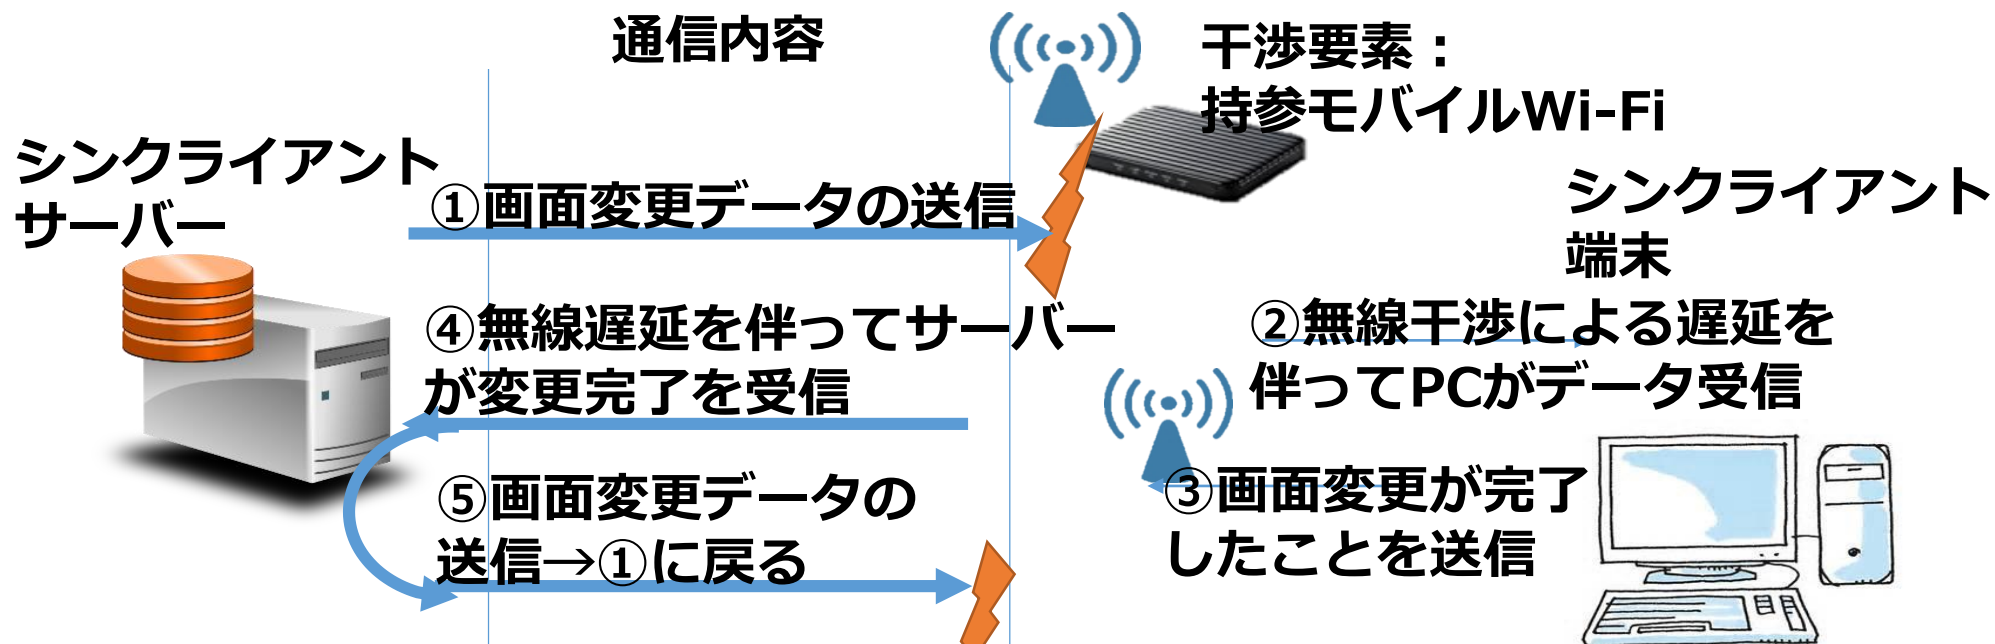 通信内容
干渉要素：
持参モバイルWi-Fi
シンクライアント
サーバー
シンクライアント
端末
①画面変更データの送信
②無線干渉による遅延を
伴ってPCがデータ受信
③画面変更が完了
したことを送信
④無線遅延を伴ってサーバー
が変更完了を受信
⑤画面変更データの
送信→①に戻る